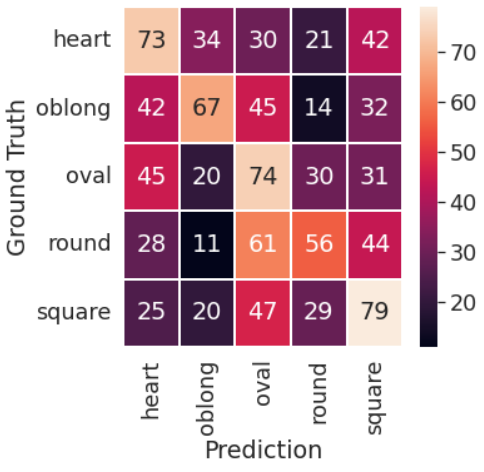 heart 73 34 30 21 42
oblong 42 67 45 14 32
oval 45 20 74 30 31
round 28 11 61 56 44
square 25 20 47 29 79
heart oblong oval round square
Prediction
Ground Truth
70
60
50
40
30
20